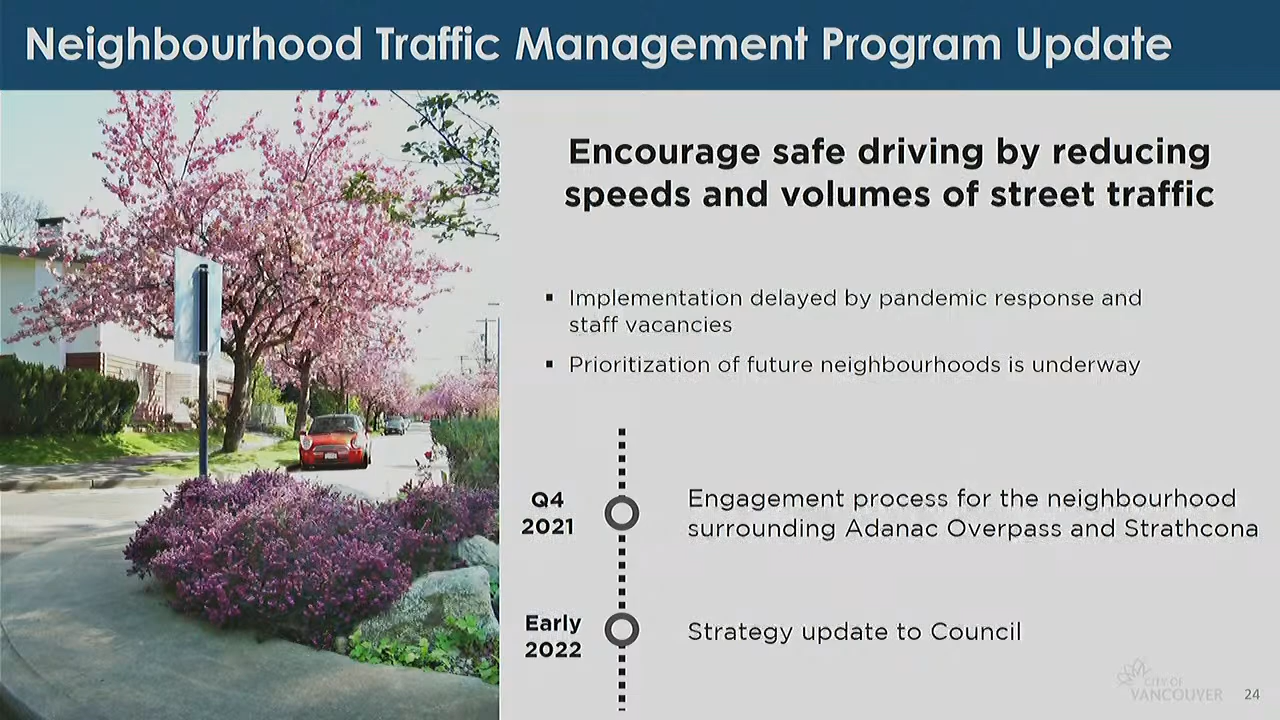 Neighbourhood Traffic Management Program Update
Encourage safe driving by reducing
speeds and volumes of street traffic
▪ Implementation delayed by pandemic response and
staff vacancies
▪ Prioritization of future neighbourhoods is underway
Q4
2021
Engagement process for the neighbourhood
surrounding Adanac Overpass and Strathcona
Early
2022
Strategy update to Council
CITY OF
VANCOUVER
24